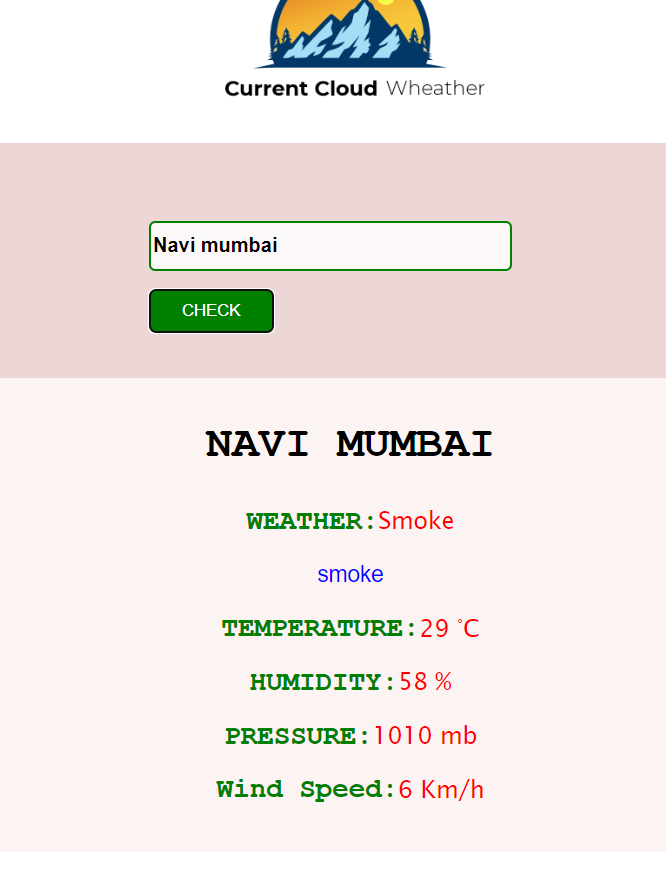 Current Cloud Wheather
Navi mumbai
CHECK
NAVI MUMBAI
WEATHER:Smoke
smoke
TEMPERATURE:29 °C
HUMIDITY:58 %
PRESSURE:1010 mb
Wind Speed:6 Km/h